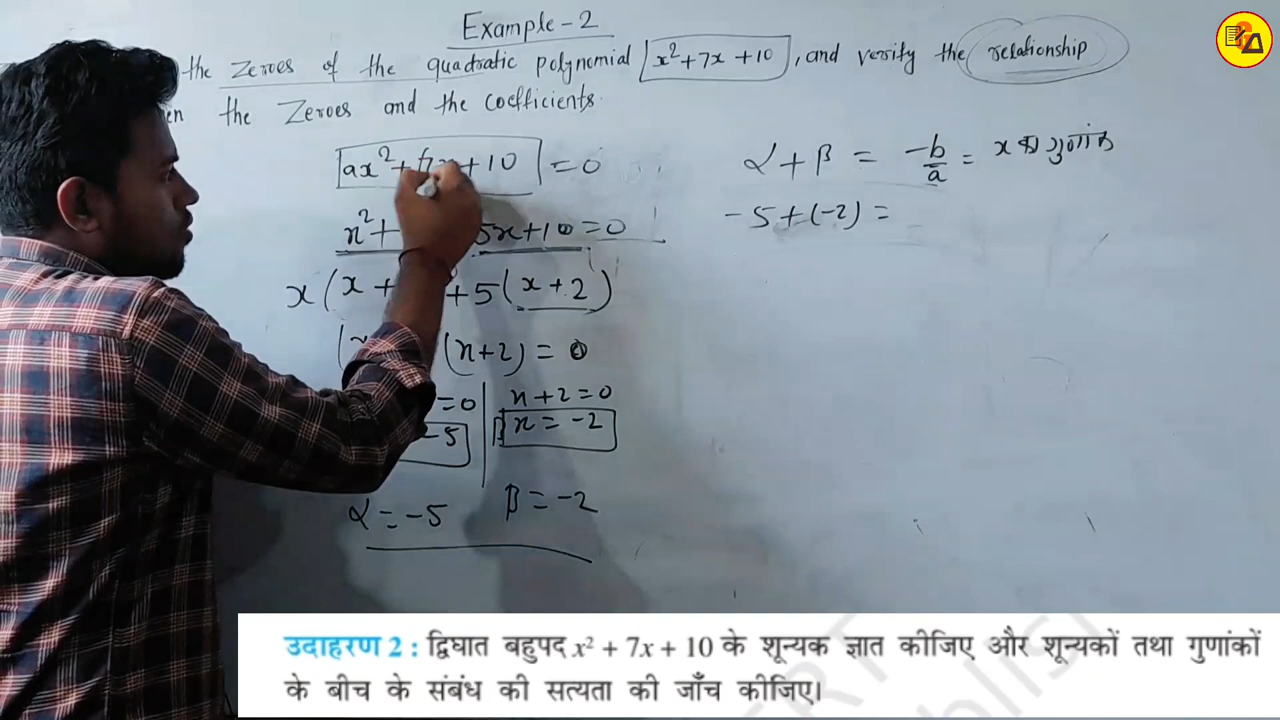 Example-2
the zeroes of the quadratic polynomial x²+7x+10, and verify the relationship
the Zeroes and the coefficients.
ax²+7x+10 = 0
x²+ 5x+10=0
x(x+ +5(x+2)
(x+2) = 0
=0 x+2=0
-5 β x=-2
α=-5 β=-2
α+β = -b/a = x का गुणांक
-5+(-2)=
उदाहरण 2 : द्विघात बहुपद x² + 7x + 10 के शून्यक ज्ञात कीजिए और शून्यकों तथा गुणांकों
के बीच के संबंध की सत्यता की जाँच कीजिए।